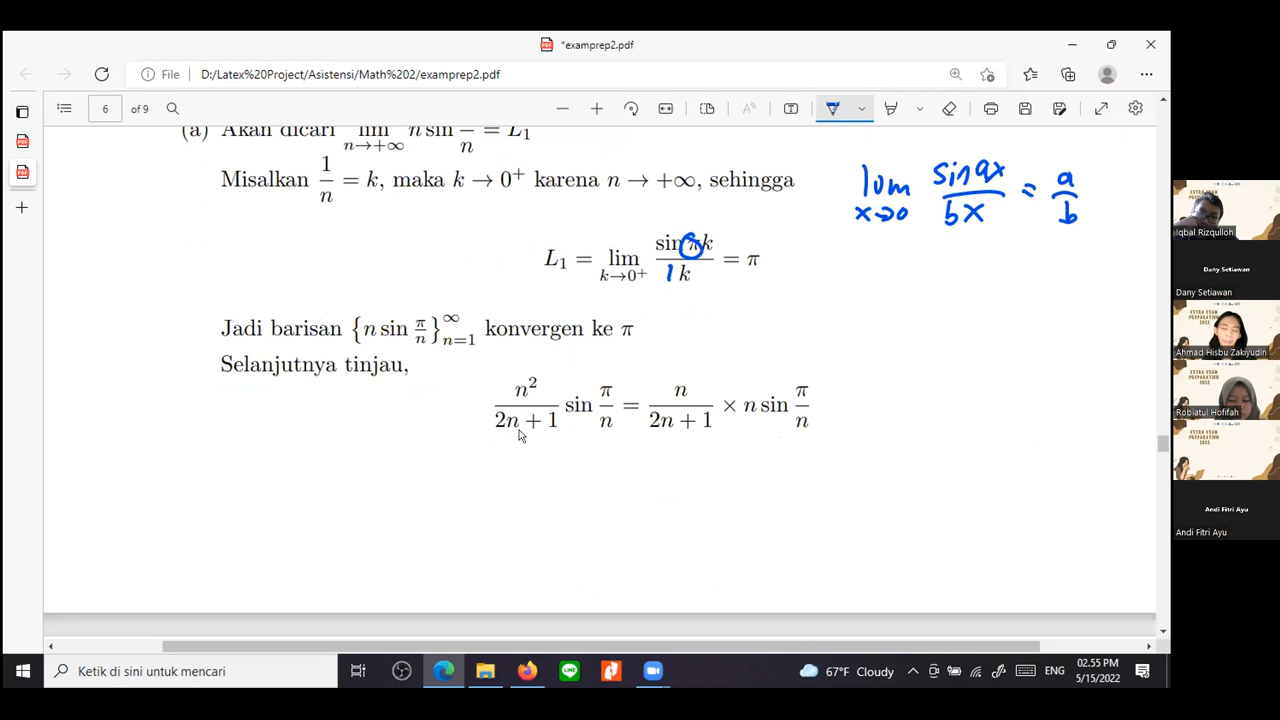 *examprep2.pdf
File D:/Latex%20Project/Asistensi/Math%202/examprep2.pdf
6 of 9
(a) Akan dicari lim n→+∞ n sin — n = L₁
Misalkan 1/n = k, maka k → 0⁺ karena n → +∞, sehingga
lim x→0 sin ax / bx = a/b
L₁ = lim k→0⁺ sin πk / 1 k = π
Jadi barisan {n sin π/n}∞ n=1 konvergen ke π
Selanjutnya tinjau,
n²/2n + 1 sin π/n = n/2n + 1 × n sin π/n
Iqbal Rizqulloh
Dany Setiawan
Dany Setiawan
Ahmad Hisbu Zakiyudin
Robiatul Hofifah
Andi Fitri Ayu
Andi Fitri Ayu
Ketik di sini untuk mencari
67°F Cloudy
ENG
02.55 PM
5/15/2022